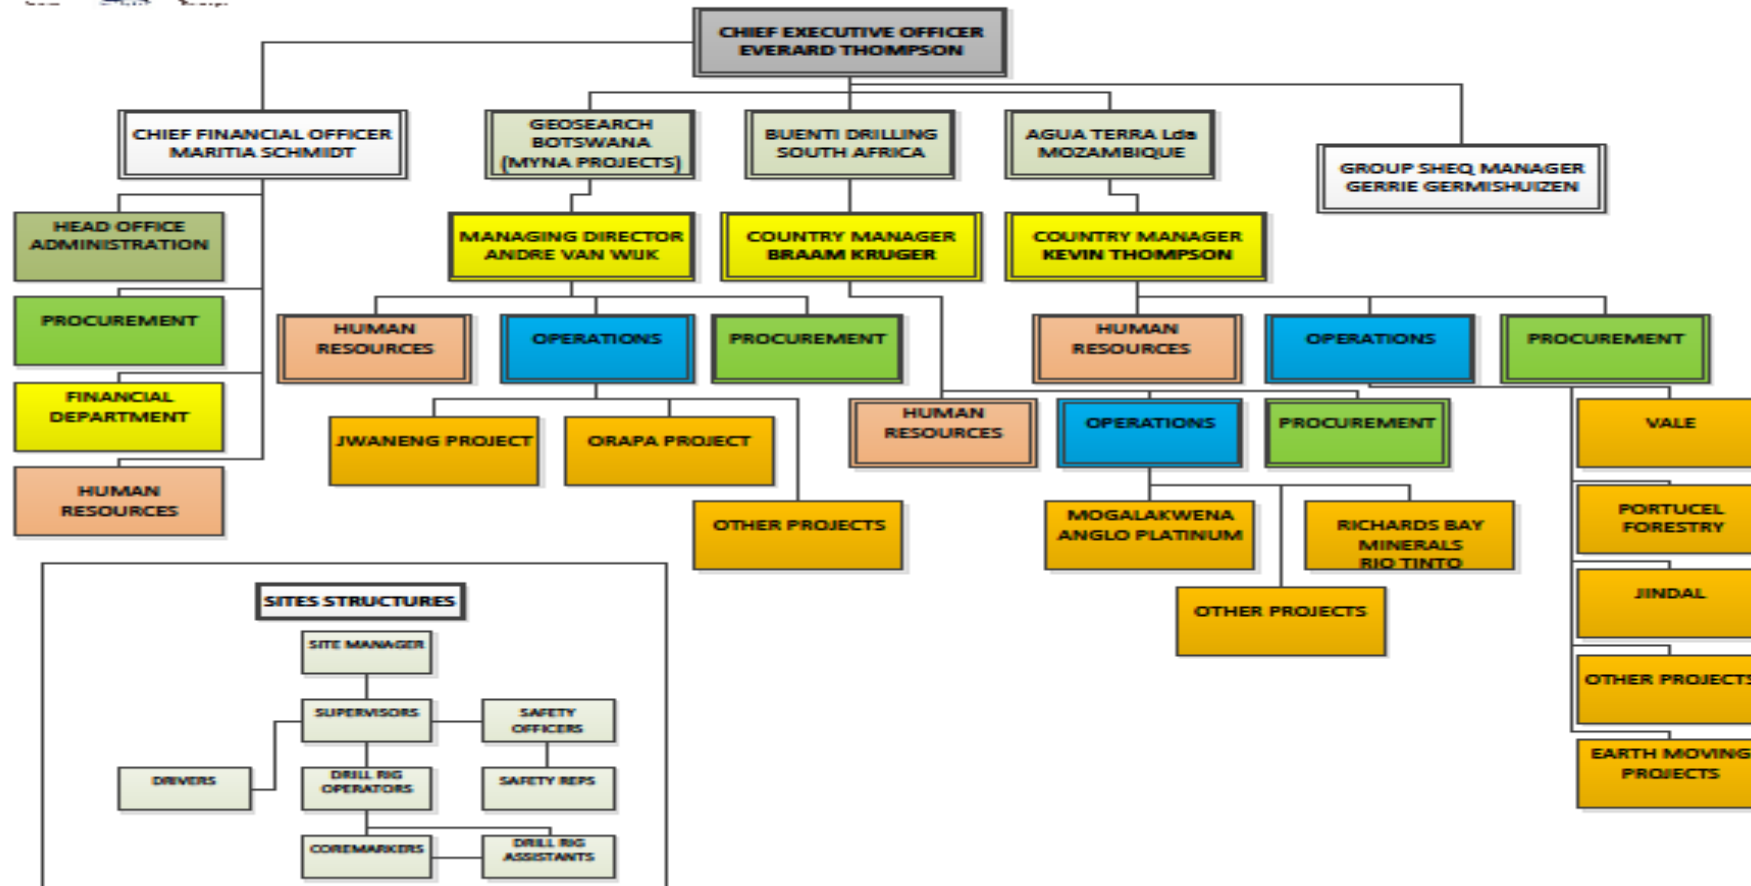 CHIEF EXECUTIVE OFFICER
EVERARD THOMPSON
CHIEF FINANCIAL OFFICER
MARITIA SCHMIDT
GEOSEARCH
BOTSWANA
(MYNA PROJECTS)
BUENTI DRILLING
SOUTH AFRICA
AGUA TERRA Lda
MOZAMBIQUE
GROUP SHEQ MANAGER
GERRIE GERMISHUIZEN
HEAD OFFICE
ADMINISTRATION
MANAGING DIRECTOR
ANDRE VAN WIJK
COUNTRY MANAGER
BRAAM KRUGER
COUNTRY MANAGER
KEVIN THOMPSON
PROCUREMENT
HUMAN
RESOURCES
OPERATIONS
PROCUREMENT
HUMAN
RESOURCES
OPERATIONS
PROCUREMENT
FINANCIAL
DEPARTMENT
JWANENG PROJECT
ORAPA PROJECT
HUMAN
RESOURCES
OPERATIONS
PROCUREMENT
VALE
HUMAN
RESOURCES
OTHER PROJECTS
MOGALAKWENA
ANGLO PLATINUM
RICHARDS BAY
MINERALS
RIO TINTO
PORTUCEL
FORESTRY
OTHER PROJECTS
JINDAL
OTHER PROJECTS
EARTH MOVING
PROJECTS
SITES STRUCTURES
SITE MANAGER
SUPERVISORS
SAFETY
OFFICERS
DRIVERS
DRILL RIG
OPERATORS
SAFETY REPS
COREMARKERS
DRILL RIG
ASSISTANTS